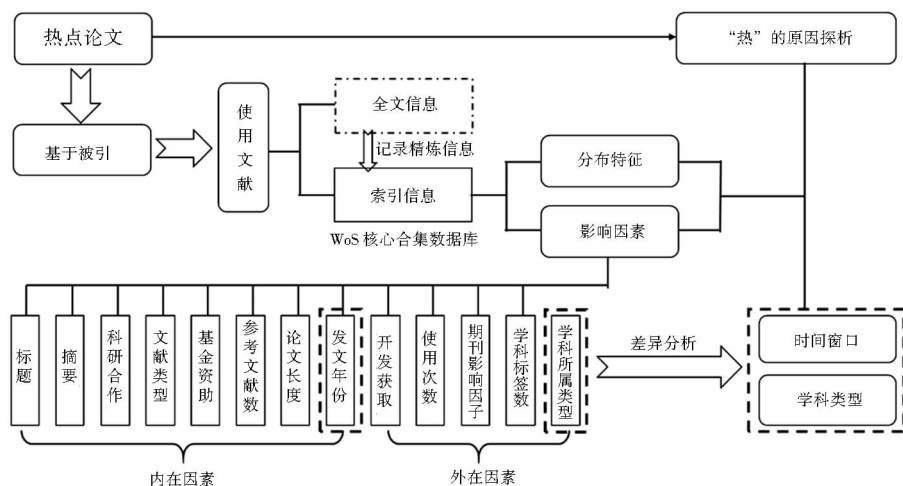 热点论文
“热”的原因探析
基于被引
使用文献
全文信息
记录精炼信息
索引信息
WoS 核心合集数据库
分布特征
影响因素
标题
摘要
科研合作
文献类型
基金资助
参考文献数
论文长度
发文年份
开发获取
使用次数
期刊影响因子
学科标签数
学科所属类型
差异分析
时间窗口
学科类型
内在因素
外在因素